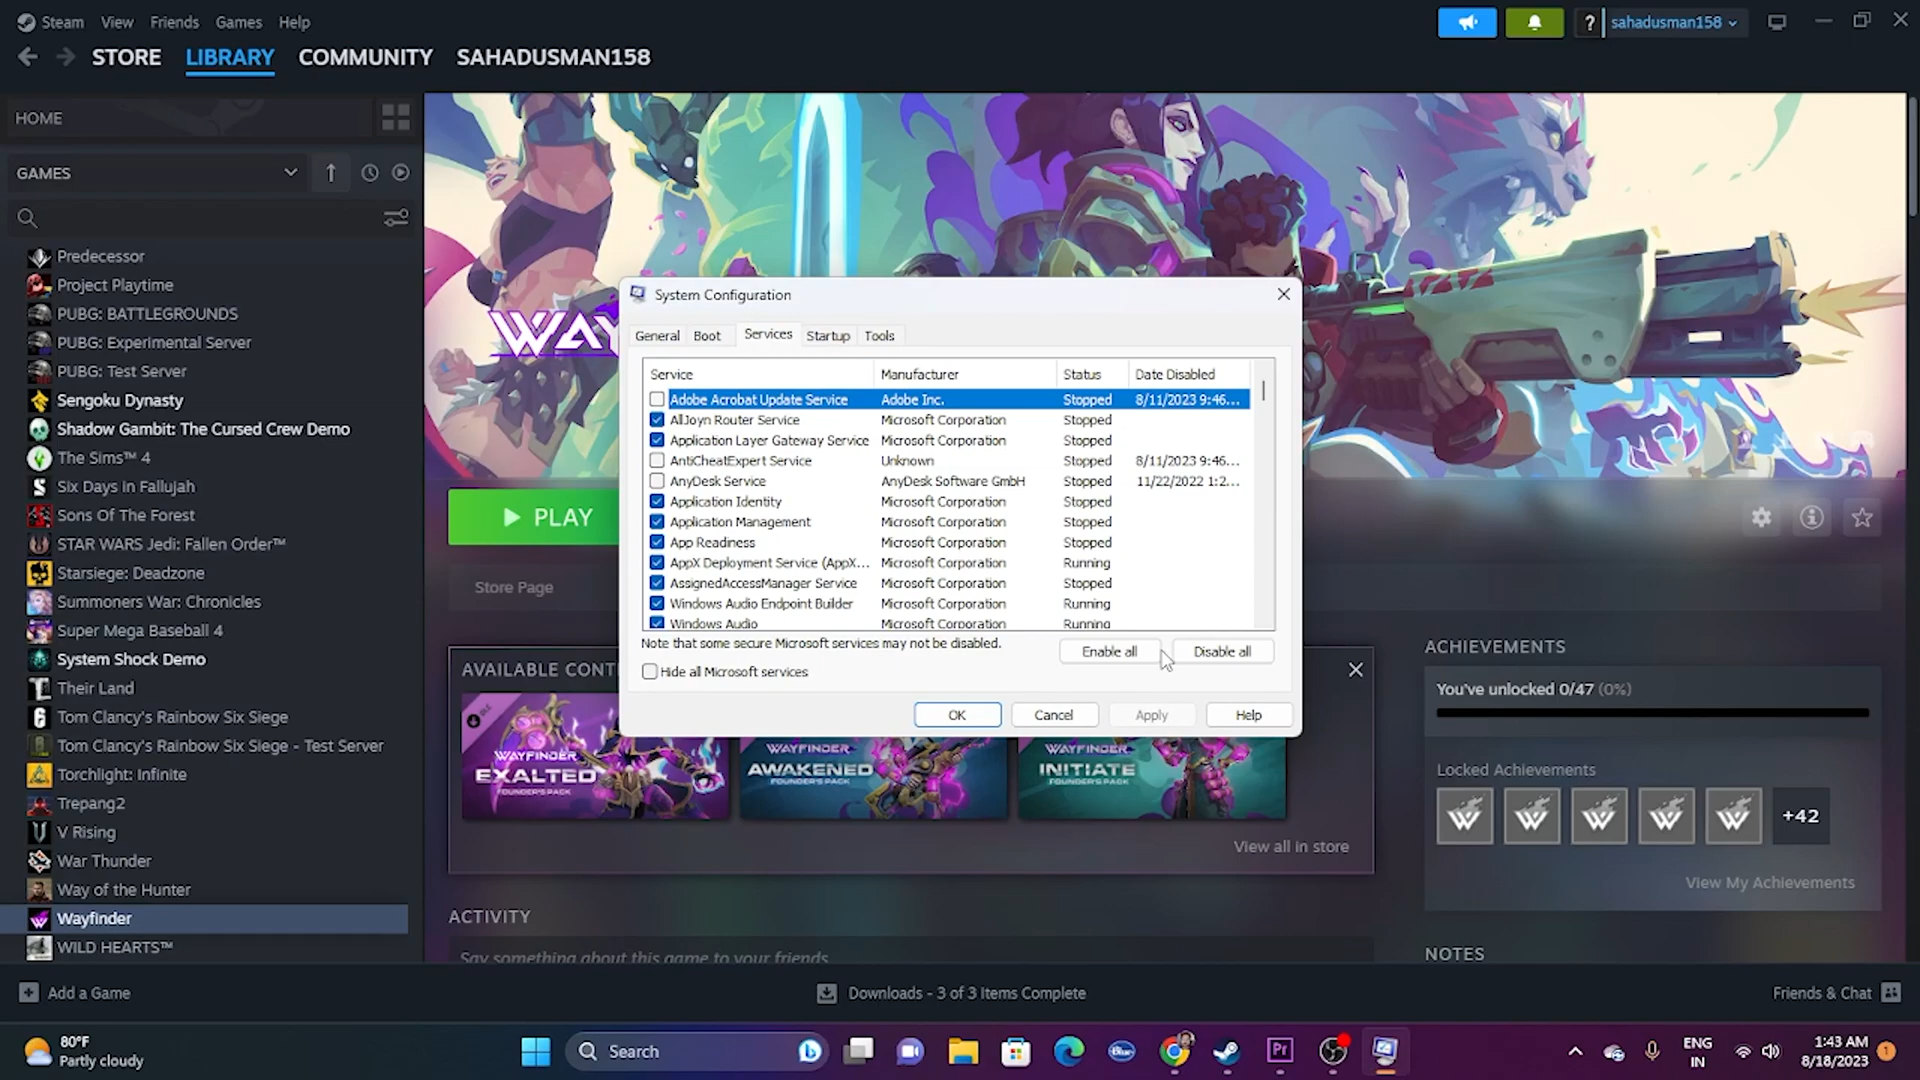 Steam View Friends Games Help
sahadusman158
STORE LIBRARY COMMUNITY SAHADUSMAN158
HOME
GAMES
Predecessor
Project Playtime
PUBG: BATTLEGROUNDS
PUBG: Experimental Server
PUBG: Test Server
Sengoku Dynasty
Shadow Gambit: The Cursed Crew Demo
The Sims™ 4
Six Days in Fallujah
Sons Of The Forest
STAR WARS Jedi: Fallen Order™
Starsiege: Deadzone
Summoners War: Chronicles
Super Mega Baseball 4
System Shock Demo
Their Land
Tom Clancy's Rainbow Six Siege
Tom Clancy's Rainbow Six Siege - Test Server
Torchlight: Infinite
Trepang2
V Rising
War Thunder
Way of the Hunter
Wayfinder
WILD HEARTS™
WAY
PLAY
Store Page
System Configuration
General Boot Services Startup Tools
Service Manufacturer Status Date Disabled
Adobe Acrobat Update Service Adobe Inc. Stopped 8/11/2023 9:46...
AllJoyn Router Service Microsoft Corporation Stopped
Application Layer Gateway Service Microsoft Corporation Stopped
AntiCheatExpert Service Unknown Stopped 8/11/2023 9:46...
AnyDesk Service AnyDesk Software GmbH Stopped 11/22/2022 1:2...
Application Identity Microsoft Corporation Stopped
Application Management Microsoft Corporation Stopped
App Readiness Microsoft Corporation Stopped
AppX Deployment Service (AppX... Microsoft Corporation Running
AssignedAccessManager Service Microsoft Corporation Stopped
Windows Audio Endpoint Builder Microsoft Corporation Running
Windows Audio Microsoft Corporation Running
Note that some secure Microsoft services may not be disabled.
Enable all Disable all
Hide all Microsoft services
OK Cancel Apply Help
AVAILABLE CONT
WAYFINDER
EXALTED
FOUNDER'S PACK
WAYFINDER
AWAKENED
FOUNDER'S PACK
WAYFINDER
INITIATE
FOUNDER'S PACK
View all in store
ACTIVITY
Say something about this game to your friends
ACHIEVEMENTS
You've unlocked 0/47 (0%)
Locked Achievements
+42
View My Achievements
NOTES
Add a Game
Downloads - 3 of 3 Items Complete
Friends & Chat
80°F
Partly cloudy
Search
Pr
ENG
IN
1:43 AM
8/18/2023
1